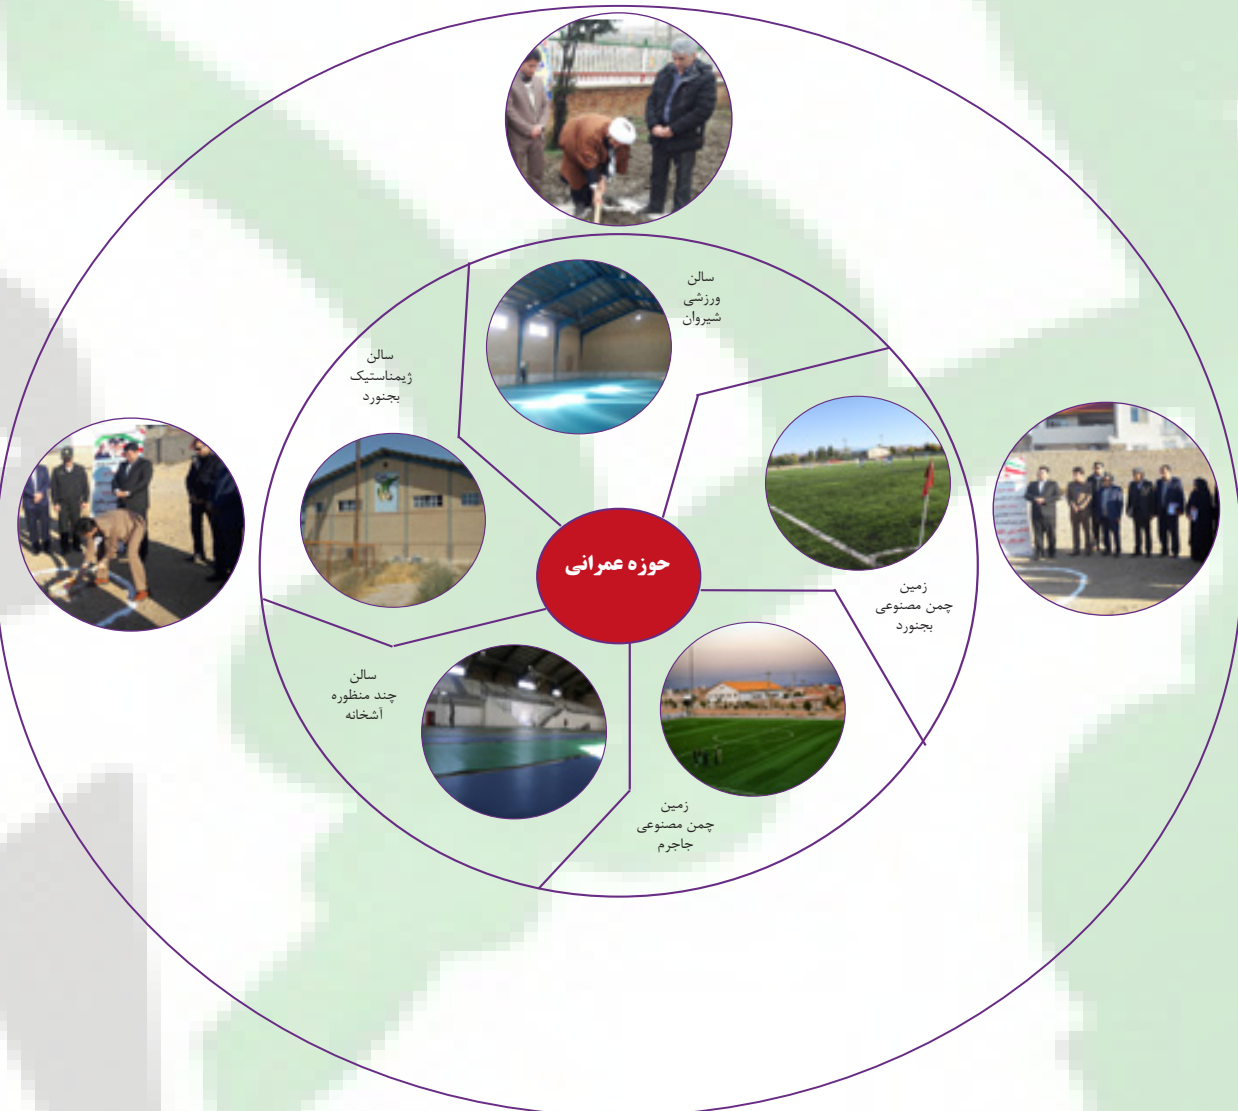 سالن
ورزشی
شیروان
سالن
ژیمناستیک
بجنورد
حوزه عمرانی
زمین
چمن مصنوعی
بجنورد
سالن
چند منظوره
آشخانه
زمین
چمن مصنوعی
جاجرم